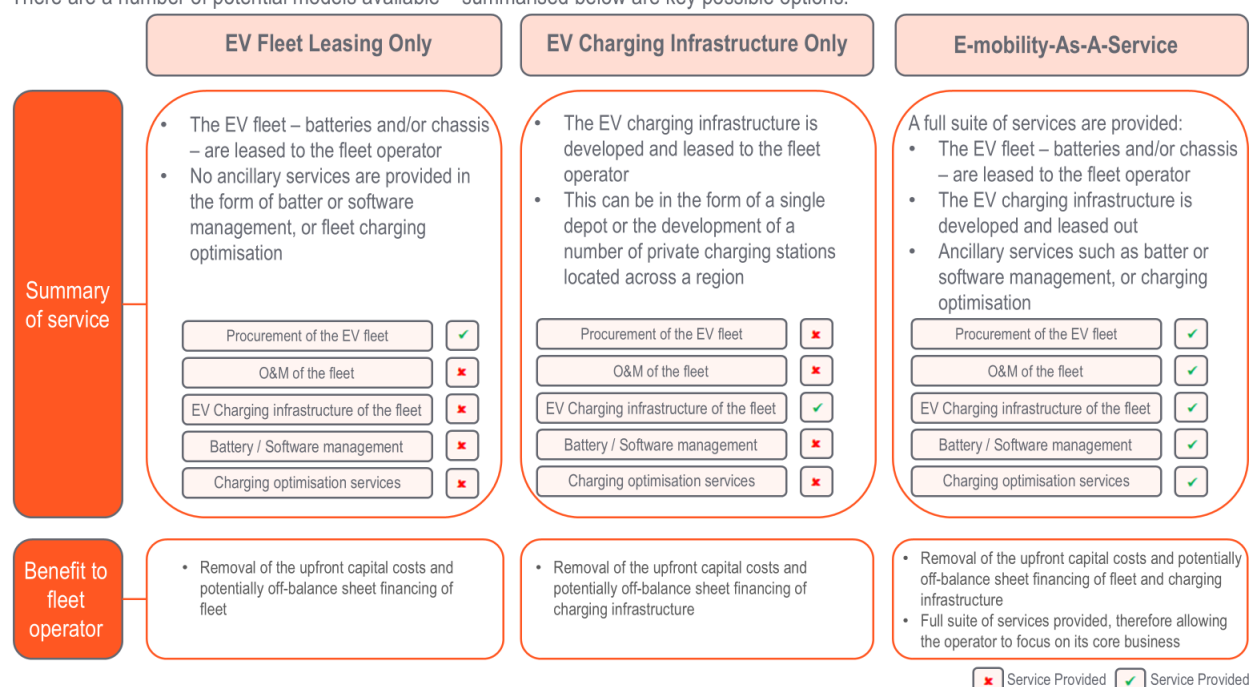 There are a number of potential models available – summarised below are key possible options:
EV Fleet Leasing Only
EV Charging Infrastructure Only
E-mobility-As-A-Service
Summary
of service
• The EV fleet – batteries and/or chassis
– are leased to the fleet operator
• No ancillary services are provided in
the form of batter or software
management, or fleet charging
optimisation
Procurement of the EV fleet ✔
O&M of the fleet ✖
EV Charging infrastructure of the fleet ✖
Battery / Software management ✖
Charging optimisation services ✖
• The EV charging infrastructure is
developed and leased to the fleet
operator
• This can be in the form of a single
depot or the development of a
number of private charging stations
located across a region
Procurement of the EV fleet ✖
O&M of the fleet ✖
EV Charging infrastructure of the fleet ✔
Battery / Software management ✖
Charging optimisation services ✖
A full suite of services are provided:
• The EV fleet – batteries and/or chassis
– are leased to the fleet operator
• The EV charging infrastructure is
developed and leased out
• Ancillary services such as batter or
software management, or charging
optimisation
Procurement of the EV fleet ✔
O&M of the fleet ✔
EV Charging infrastructure of the fleet ✔
Battery / Software management ✔
Charging optimisation services ✔
Benefit to
fleet
operator
• Removal of the upfront capital costs and
potentially off-balance sheet financing of
fleet
• Removal of the upfront capital costs and
potentially off-balance sheet financing of
charging infrastructure
• Removal of the upfront capital costs and potentially
off-balance sheet financing of fleet and charging
infrastructure
• Full suite of services provided, therefore allowing
the operator to focus on its core business
✖ Service Provided ✔ Service Provided